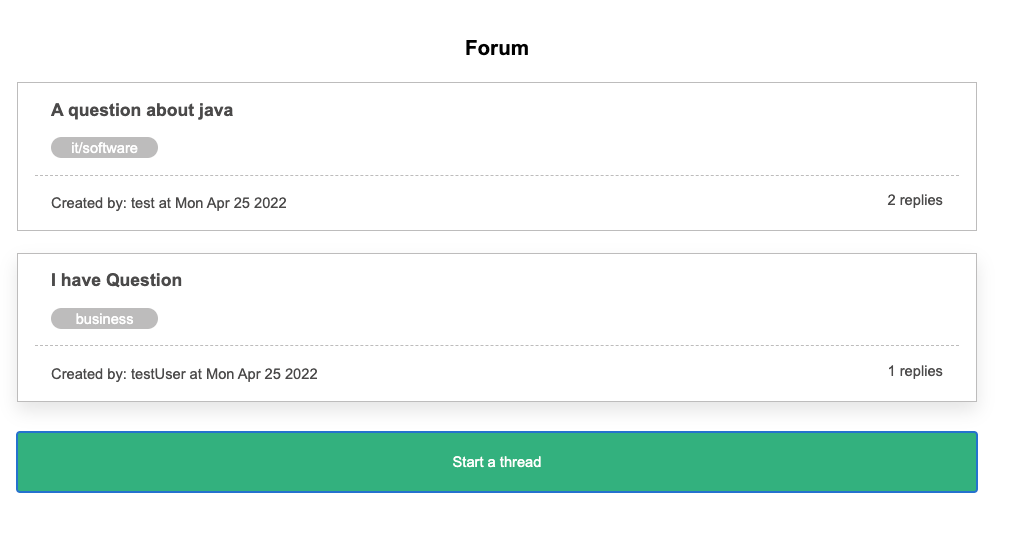 Forum
A question about java
it/software
Created by: test at Mon Apr 25 2022
2 replies
I have Question
business
Created by: testUser at Mon Apr 25 2022
1 replies
Start a thread